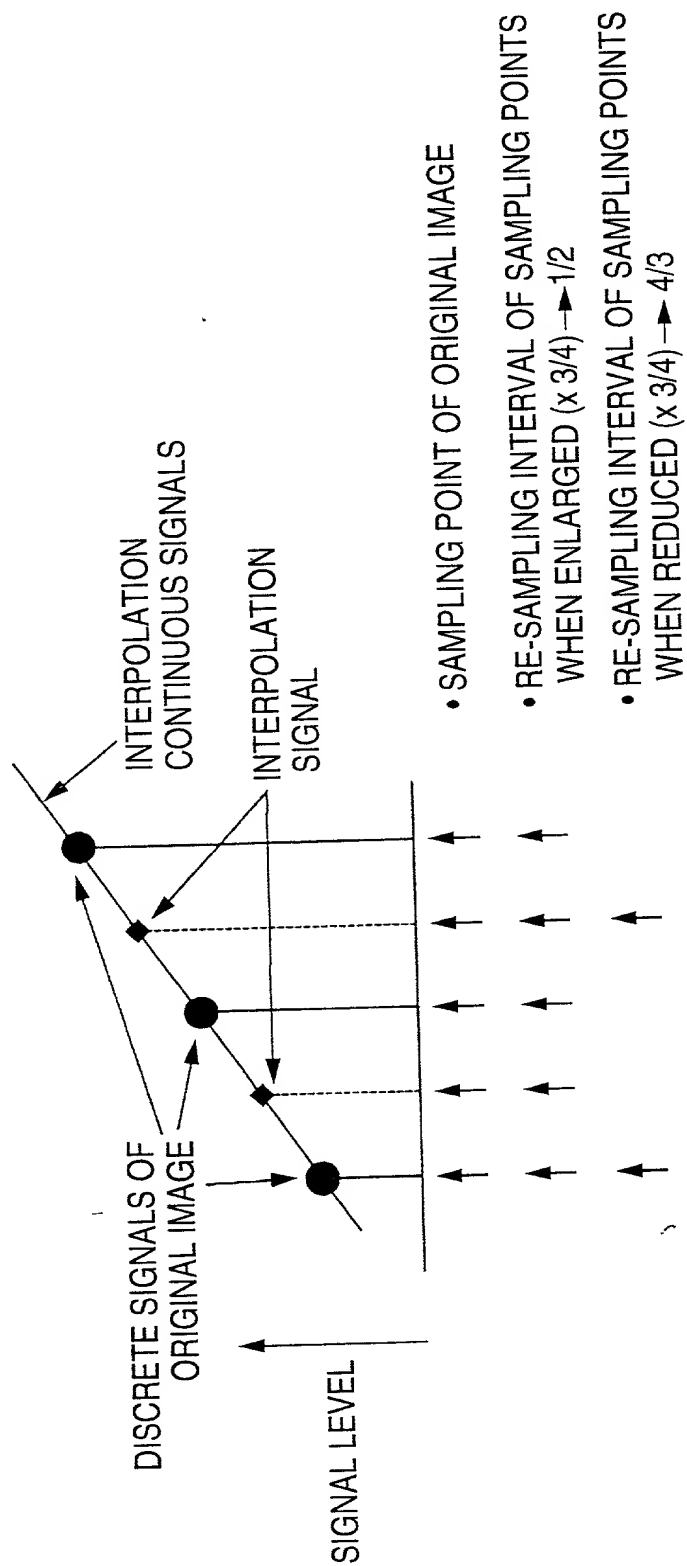 DISCRETE SIGNALS OF
ORIGINAL IMAGE
INTERPOLATION
CONTINUOUS SIGNALS
INTERPOLATION
SIGNAL
SIGNAL LEVEL
• SAMPLING POINT OF ORIGINAL IMAGE
• RE-SAMPLING INTERVAL OF SAMPLING POINTS
WHEN ENLARGED (x 3/4) → 1/2
• RE-SAMPLING INTERVAL OF SAMPLING POINTS
WHEN REDUCED (x 3/4) → 4/3